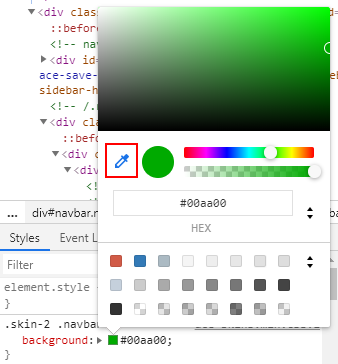 <div clas
::before
<!-- nav
<div id=
ace-save-
sidebar-h
<!-- /.n
<div cla
::befor
<div c
<div
<
<!
...
div#navbar.n
#00aa00
HEX
Styles
Event L
Filter
element.style
}
.skin-2 .navba
background:
#00aa00;
}